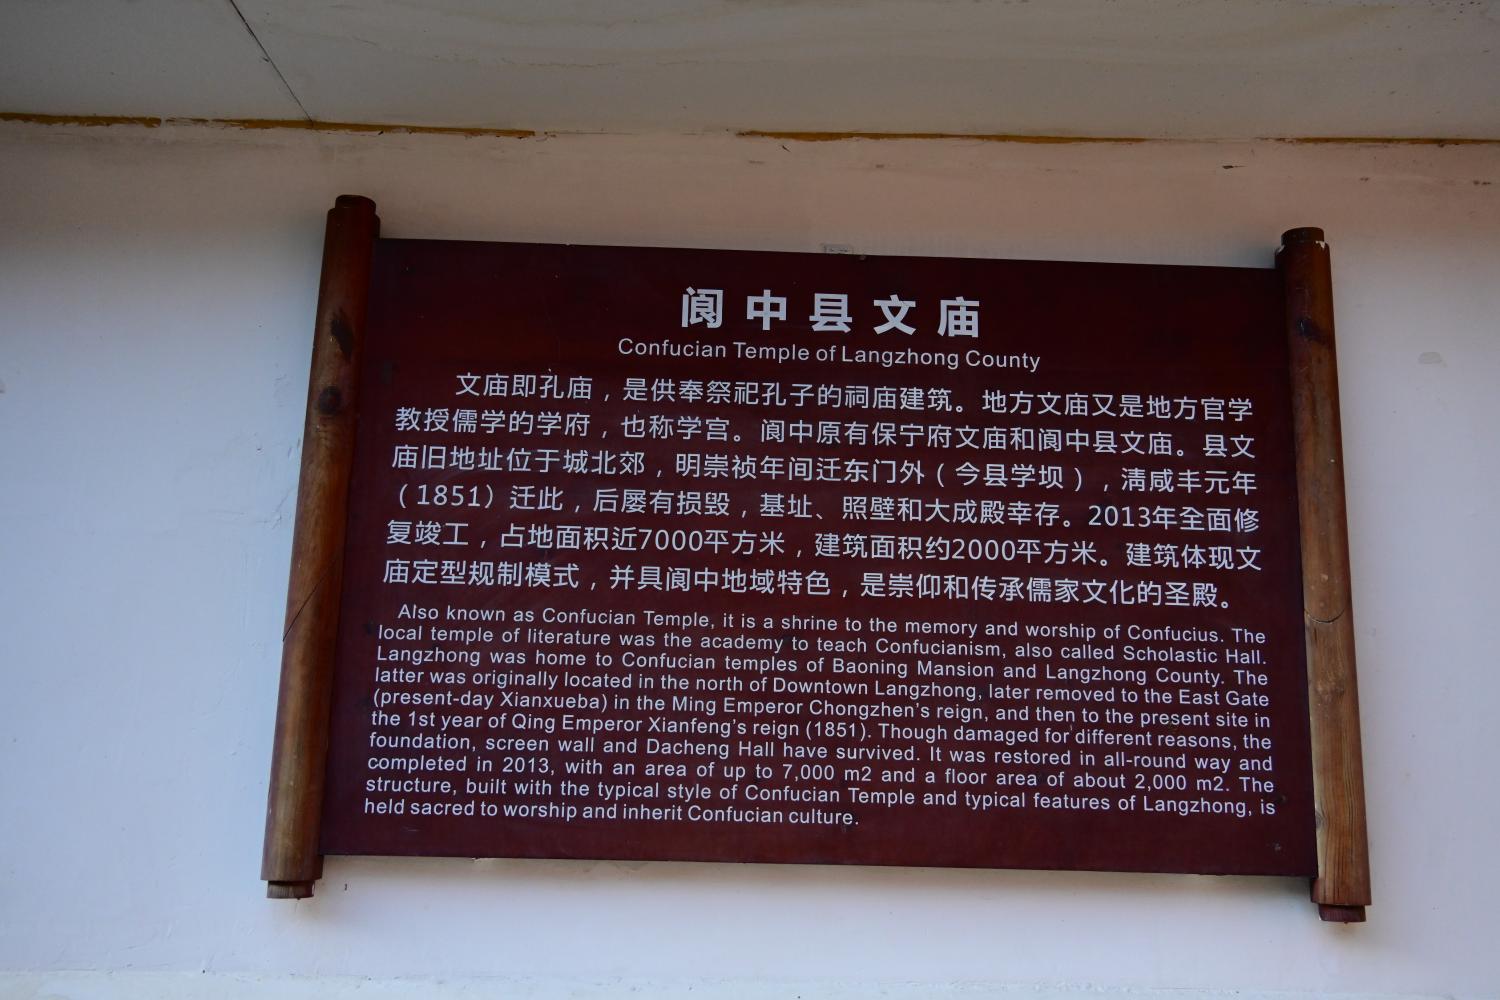 阆中县文庙
Confucian Temple of Langzhong County
文庙即孔庙，是供奉祭祀孔子的祠庙建筑。地方文庙又是地方官学
教授儒学的学府，也称学宫。阆中原有保宁府文庙和阆中县文庙。县文
庙旧地址位于城北郊，明崇祯年间迁东门外（今县学坝），清咸丰元年
（1851）迁此，后屡有损毁，基址、照壁和大成殿幸存。2013年全面修
复竣工，占地面积近7000平方米，建筑面积约2000平方米。建筑体现文
庙定型规制模式，并具阆中地域特色，是崇仰和传承儒家文化的圣殿。
Also known as Confucian Temple, it is a shrine to the memory and worship of Confucius. The
local temple of literature was the academy to teach Confucianism, also called Scholastic Hall.
Langzhong was home to Confucian temples of Baoning Mansion and Langzhong County. The
latter was originally located in the north of Downtown Langzhong, later removed to the East Gate
(present-day Xianxueba) in the Ming Emperor Chongzhen's reign, and then to the present site in
the 1st year of Qing Emperor Xianfeng's reign (1851). Though damaged for different reasons, the
foundation, screen wall and Dacheng Hall have survived. It was restored in all-round way and
completed in 2013, with an area of up to 7,000 m2 and a floor area of about 2,000 m2. The
structure, built with the typical style of Confucian Temple and typical features of Langzhong, is
held sacred to worship and inherit Confucian culture.